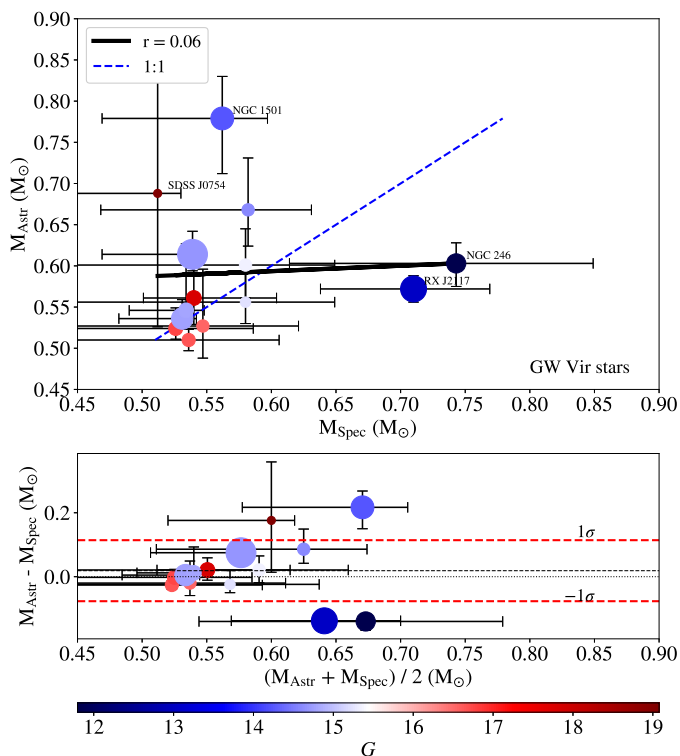 0.90
0.85
0.80
0.75
0.70
0.65
0.60
0.55
0.50
0.45
M_Astr (M_⊙)
r = 0.06
1:1
NGC 1501
SDSS J0754
NGC 246
RX J2117
GW Vir stars
0.45 0.50 0.55 0.60 0.65 0.70 0.75 0.80 0.85 0.90
M_Spec (M_⊙)
M_Astr - M_Spec (M_⊙)
0.2
0.0
1σ
−1σ
0.45 0.50 0.55 0.60 0.65 0.70 0.75 0.80 0.85 0.90
(M_Astr + M_Spec) / 2 (M_⊙)
12 13 14 15 16 17 18 19
G